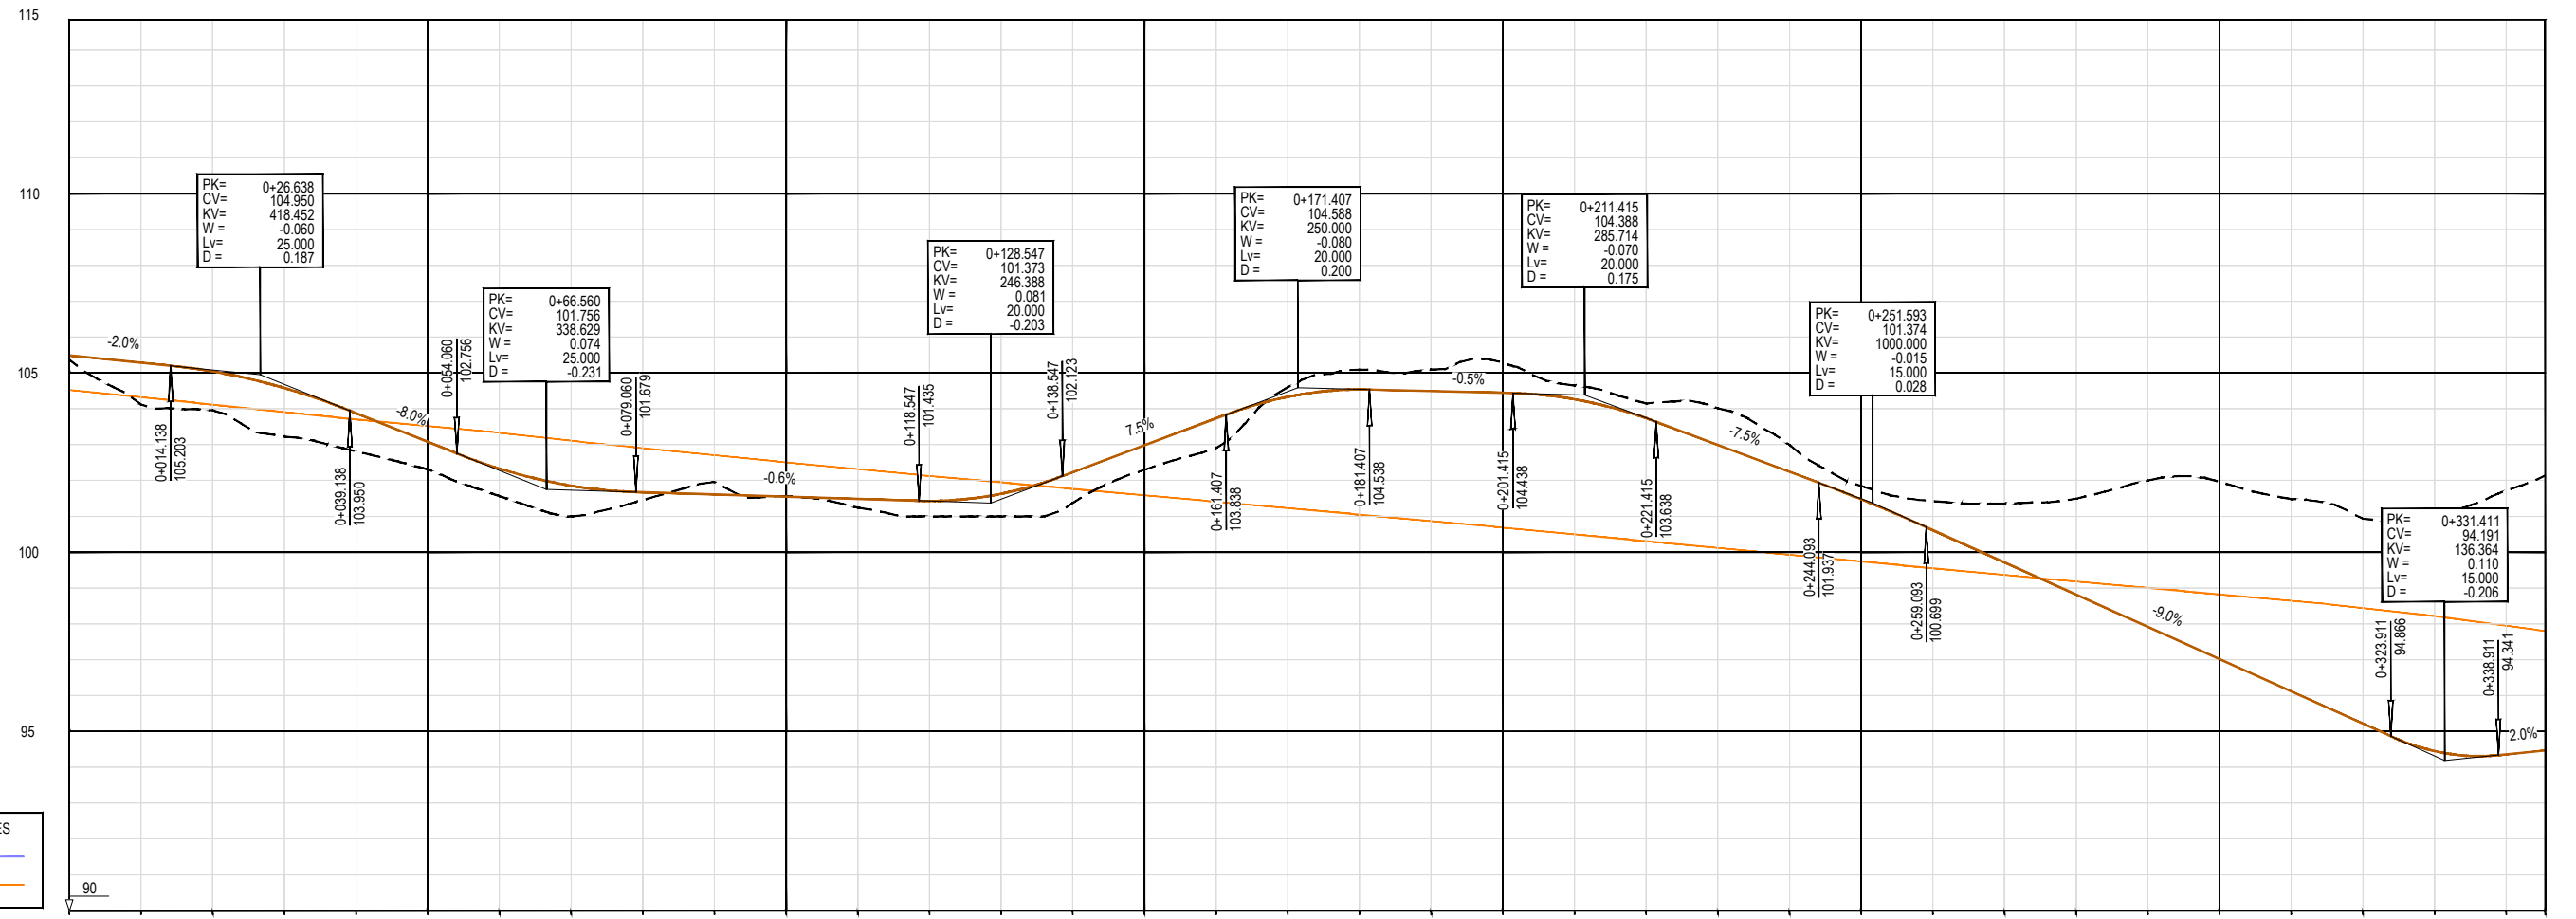 115
110
105
100
95
90
ES
PK= 0+26.638
CV= 104.950
KV= 418.452
W = -0.060
Lv= 25.000
D = 0.187
PK= 0+66.560
CV= 101.756
KV= 338.629
W = 0.074
Lv= 25.000
D = -0.231
PK= 0+128.547
CV= 101.373
KV= 246.388
W = 0.081
Lv= 20.000
D = -0.203
PK= 0+171.407
CV= 104.588
KV= 250.000
W = -0.080
Lv= 20.000
D = 0.200
PK= 0+211.415
CV= 104.388
KV= 285.714
W = -0.070
Lv= 20.000
D = 0.175
PK= 0+251.593
CV= 101.374
KV= 1000.000
W = -0.015
Lv= 15.000
D = 0.028
PK= 0+331.411
CV= 94.191
KV= 136.364
W = 0.110
Lv= 15.000
D = -0.206
-2.0%
0+014.138
105.203
0+039.138
103.950
-8.0%
0+054.060
102.756
0+079.060
101.679
-0.6%
0+118.547
101.435
0+138.547
102.123
7.5%
0+161.407
103.838
0+181.407
104.538
-0.5%
0+201.415
104.438
0+221.415
103.638
-7.5%
0+244.093
101.937
0+259.093
100.699
-9.0%
0+323.911
94.866
0+338.911
94.341
2.0%